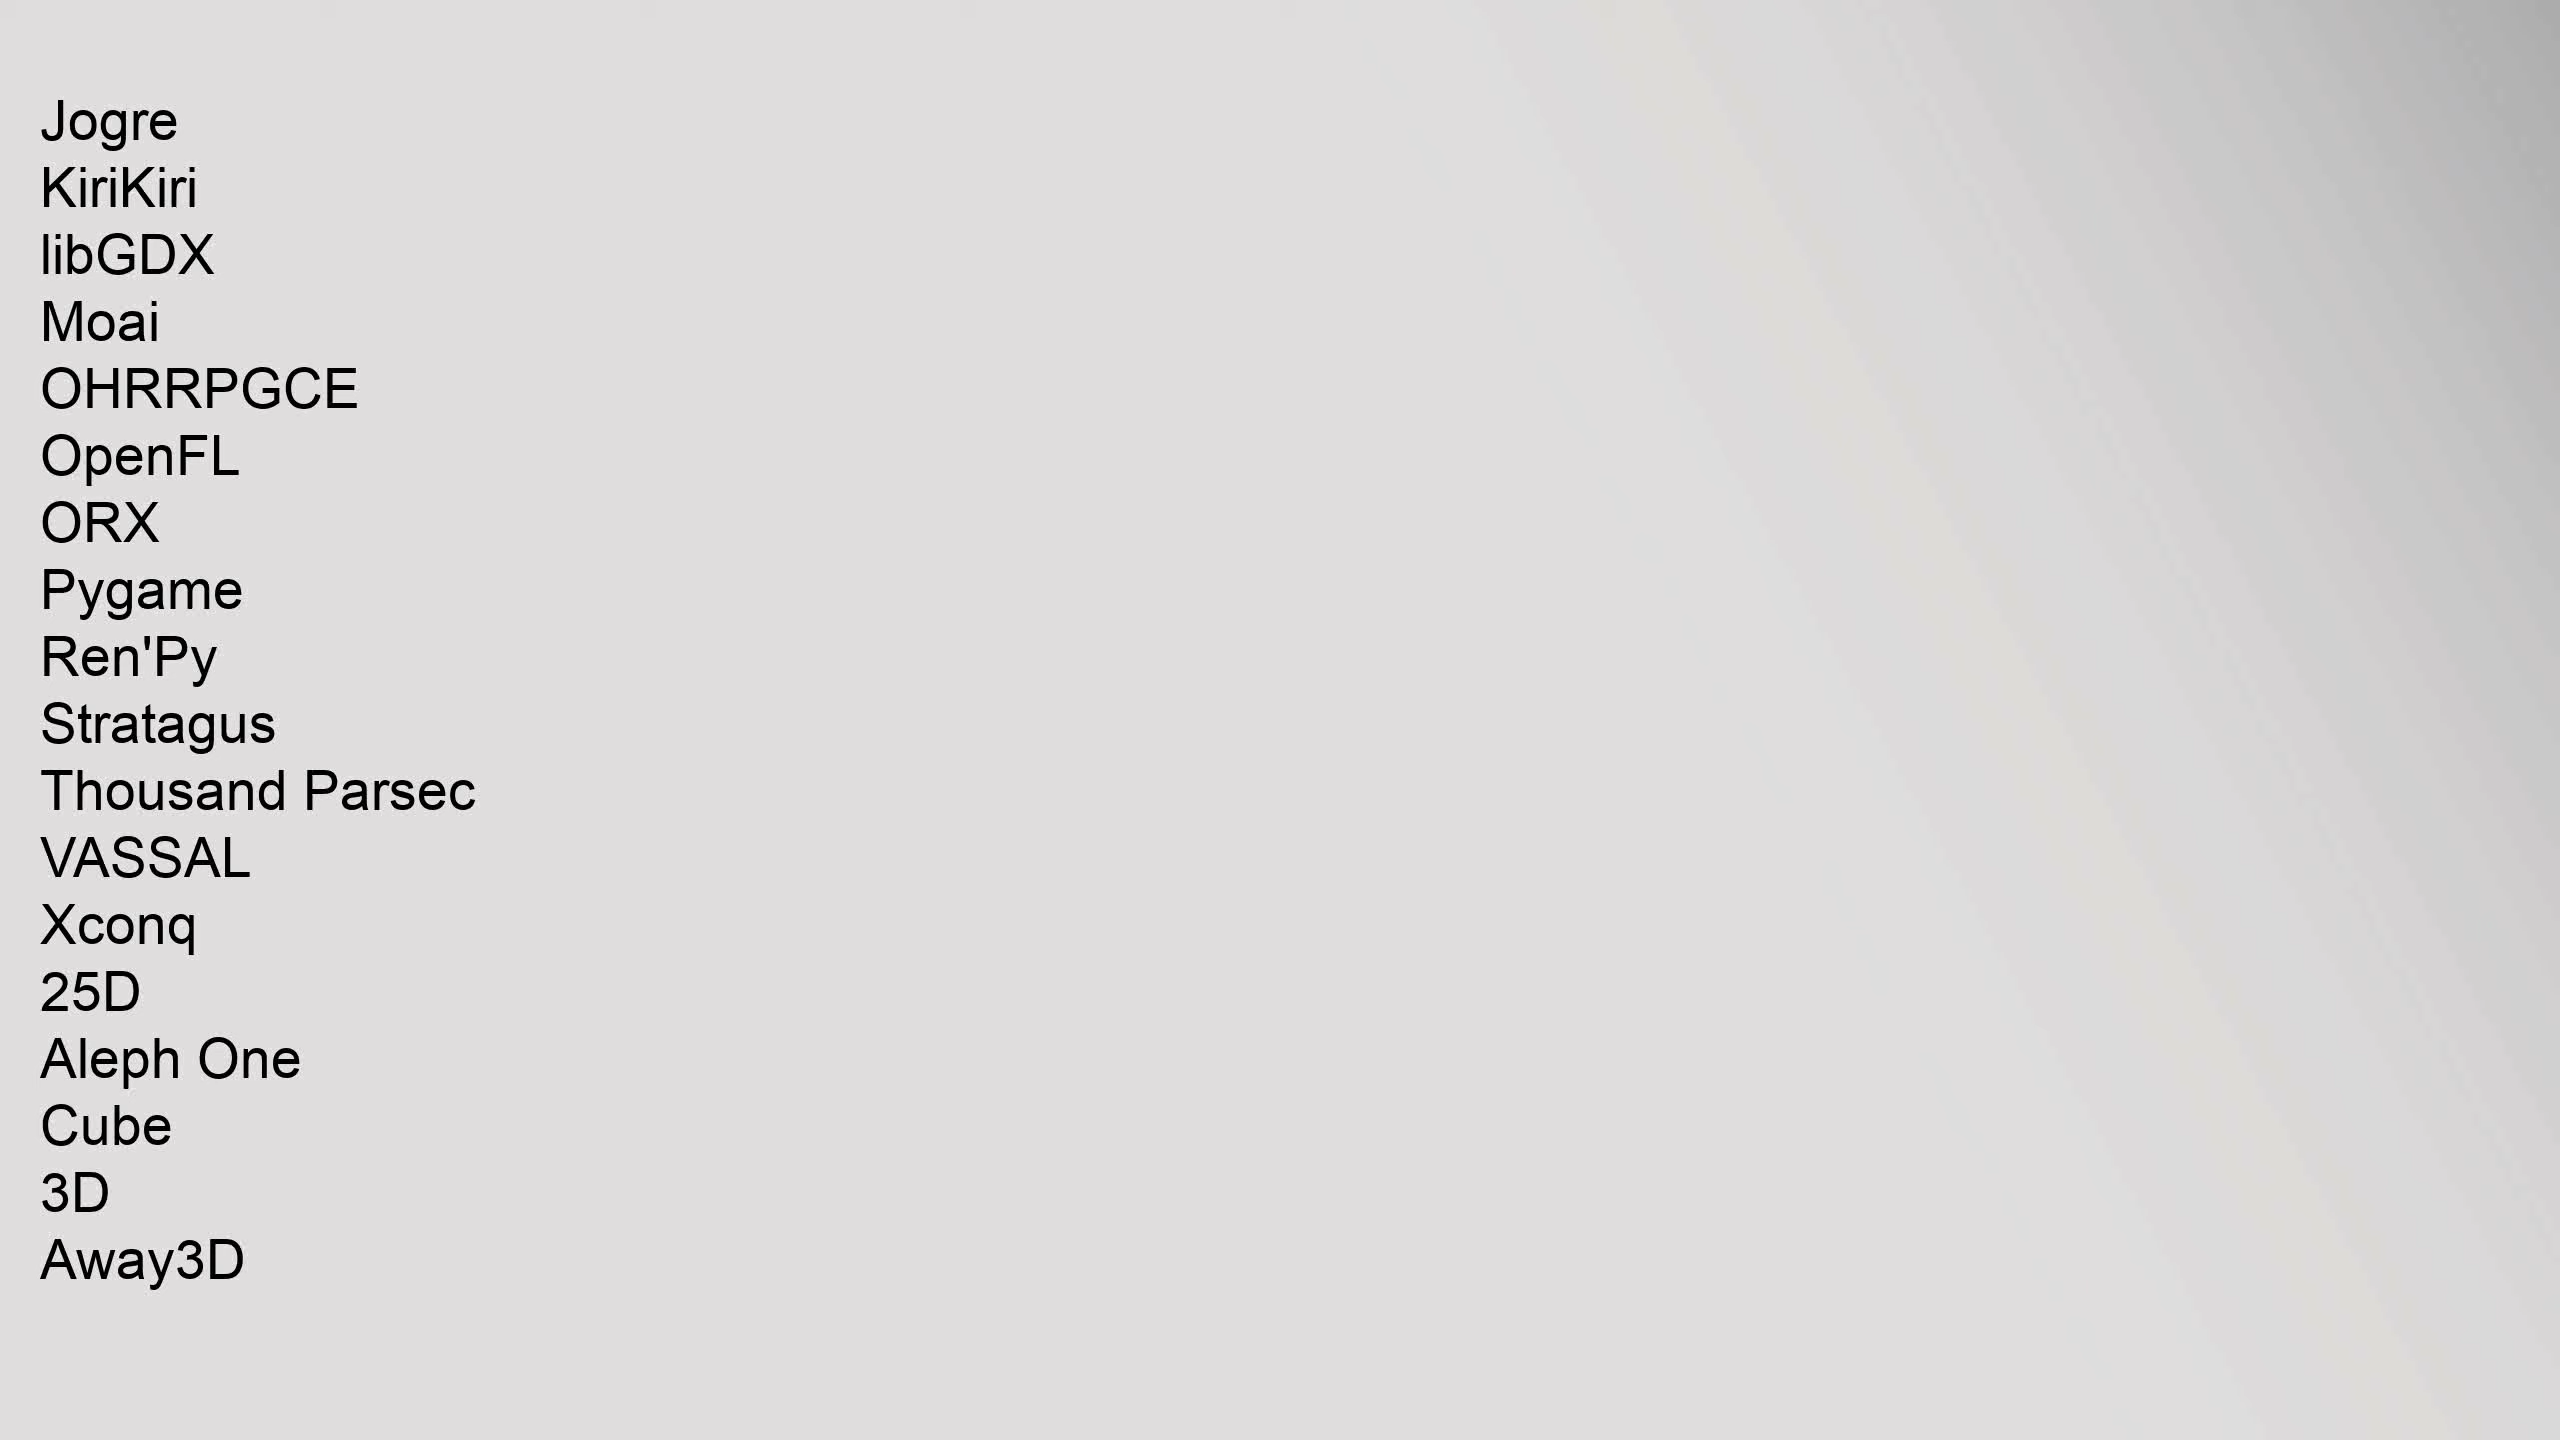 Jogre
KiriKiri
libGDX
Moai
OHRRPGCE
OpenFL
ORX
Pygame
Ren'Py
Stratagus
Thousand Parsec
VASSAL
Xconq
25D
Aleph One
Cube
3D
Away3D